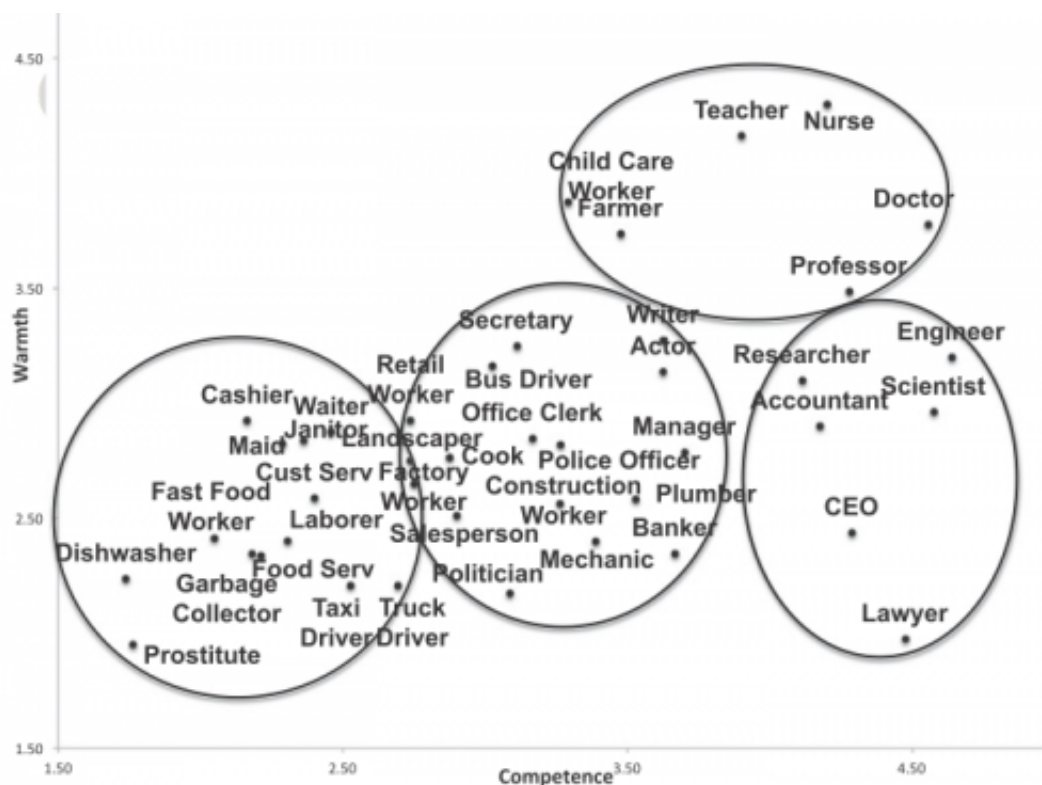 4.50
Teacher
Nurse
Child Care
Worker
Farmer
Doctor
Professor
3.50
Warmth
Secretary
Writer
Actor
Engineer
Researcher
Scientist
Accountant
Retail
Worker
Bus Driver
Cashier
Waiter
Office Clerk
Janitor
Landscaper
Manager
Maid
Cook
Police Officer
Cust Serv
Factory
Worker
Construction
Worker
Plumber
Fast Food
Worker
CEO
2.50
Laborer
Salesperson
Banker
Dishwasher
Mechanic
Food Serv
Politician
Garbage
Collector
Taxi
Driver
Truck
Driver
Lawyer
Prostitute
1.50
1.50
2.50
3.50
4.50
Competence